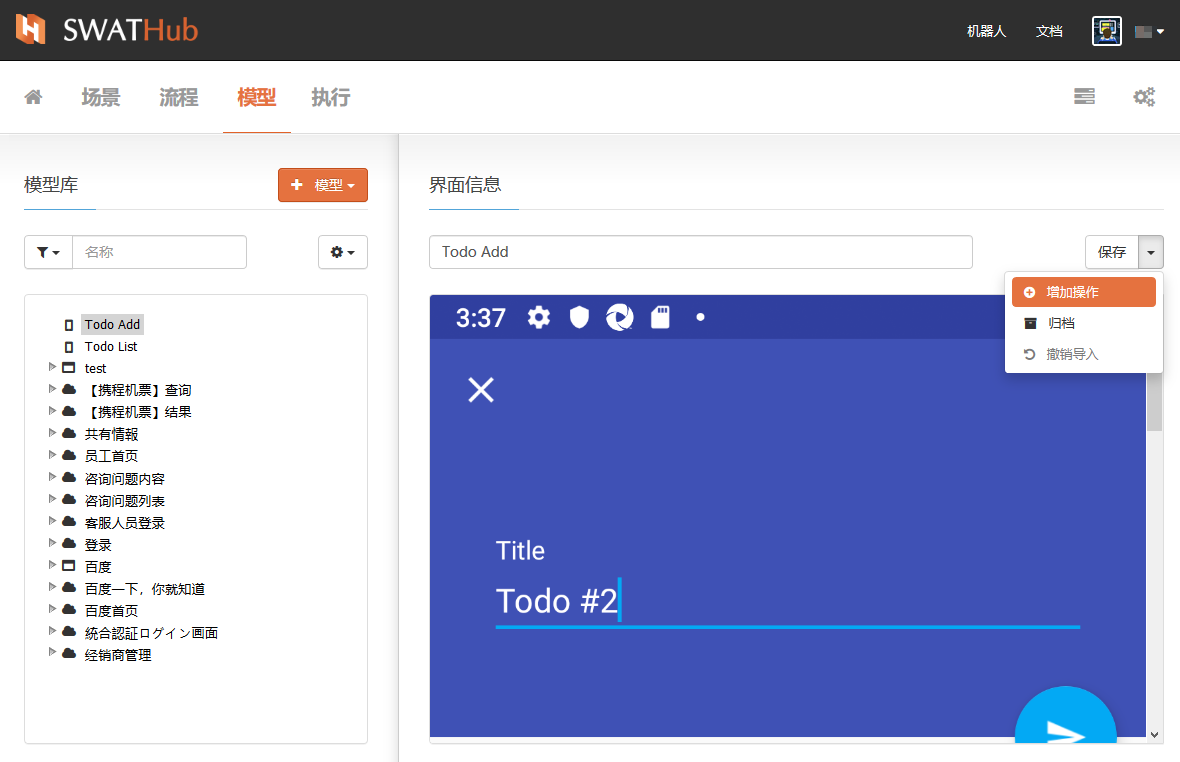 SWATHub
机器人 文档
场景 流程 模型 执行
模型库
模型
界面信息
名称
Todo Add
保存
增加操作
归档
撤销导入
Todo Add
Todo List
test
【携程机票】查询
【携程机票】结果
共有情報
员工首页
咨询问题内容
咨询问题列表
客服人员登录
登录
百度
百度一下，你就知道
百度首页
統合認証ログイン画面
经销商管理
3:37
Title
Todo #2